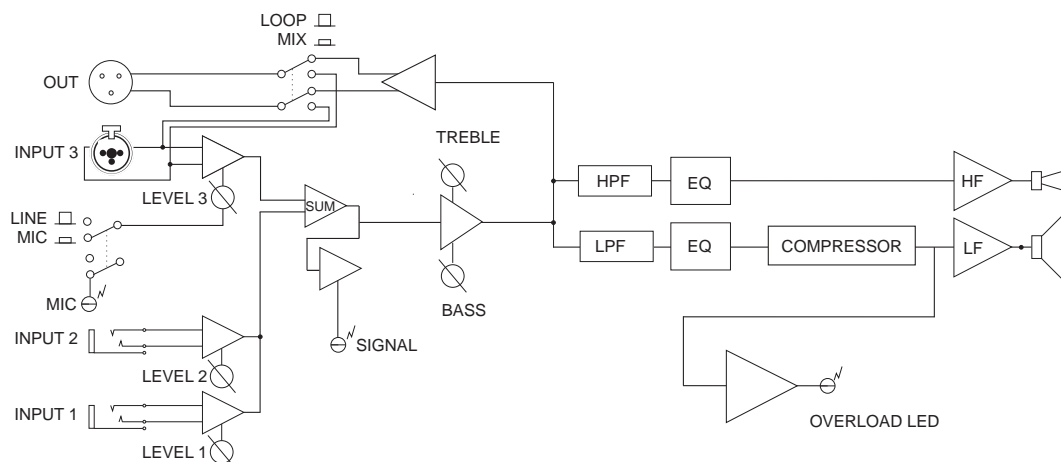 LOOP
MIX
OUT
INPUT 3
LEVEL 3
TREBLE
HPF
EQ
HF
SUM
LINE
MIC
LPF
EQ
COMPRESSOR
LF
MIC
BASS
INPUT 2
SIGNAL
LEVEL 2
INPUT 1
OVERLOAD LED
LEVEL 1